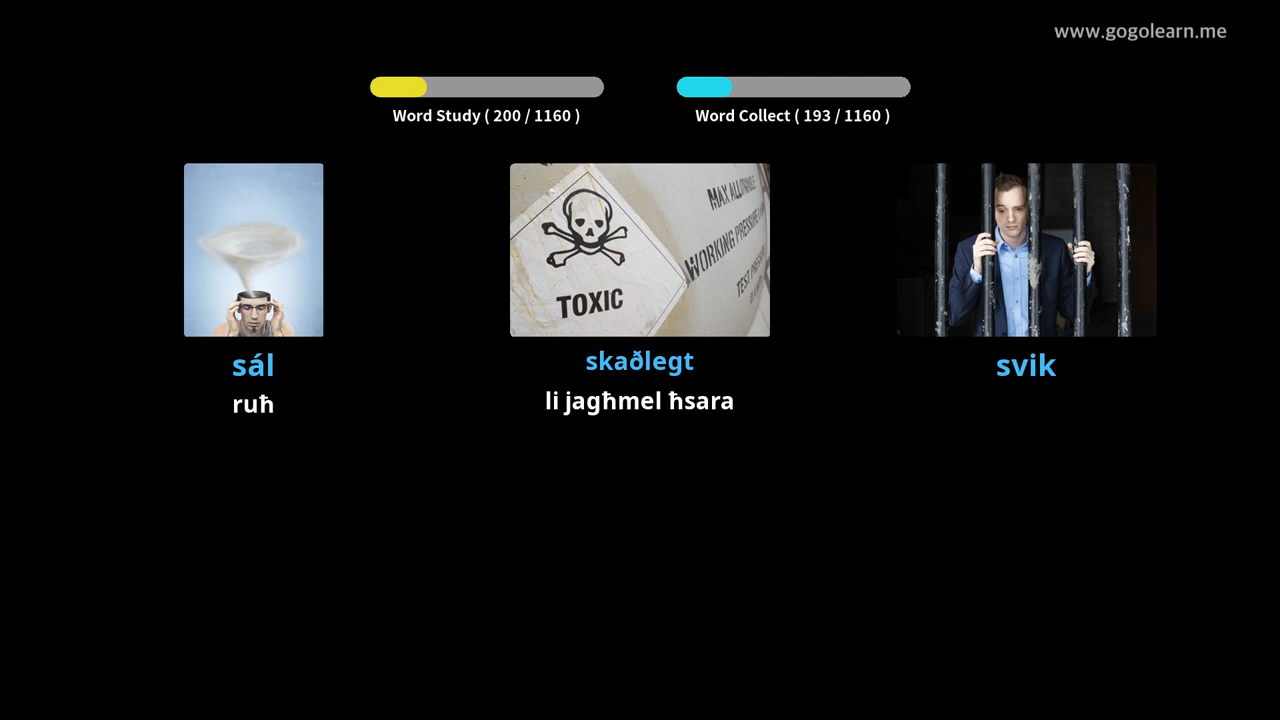 www.gogolearn.me
Word Study ( 200 / 1160 )
Word Collect ( 193 / 1160 )
MAX ALLOWABLE
WORKING PRESSURE
TEST
TOXIC
sál
skaðlegt
svik
ruħ
li jagħmel ħsara